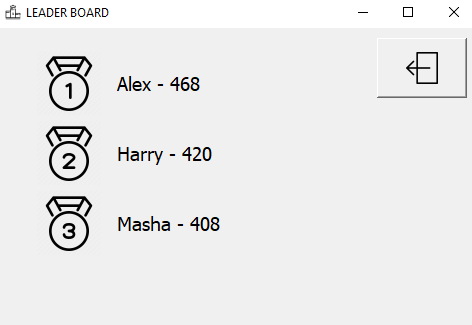 LEADER BOARD
1 Alex - 468
2 Harry - 420
3 Masha - 408